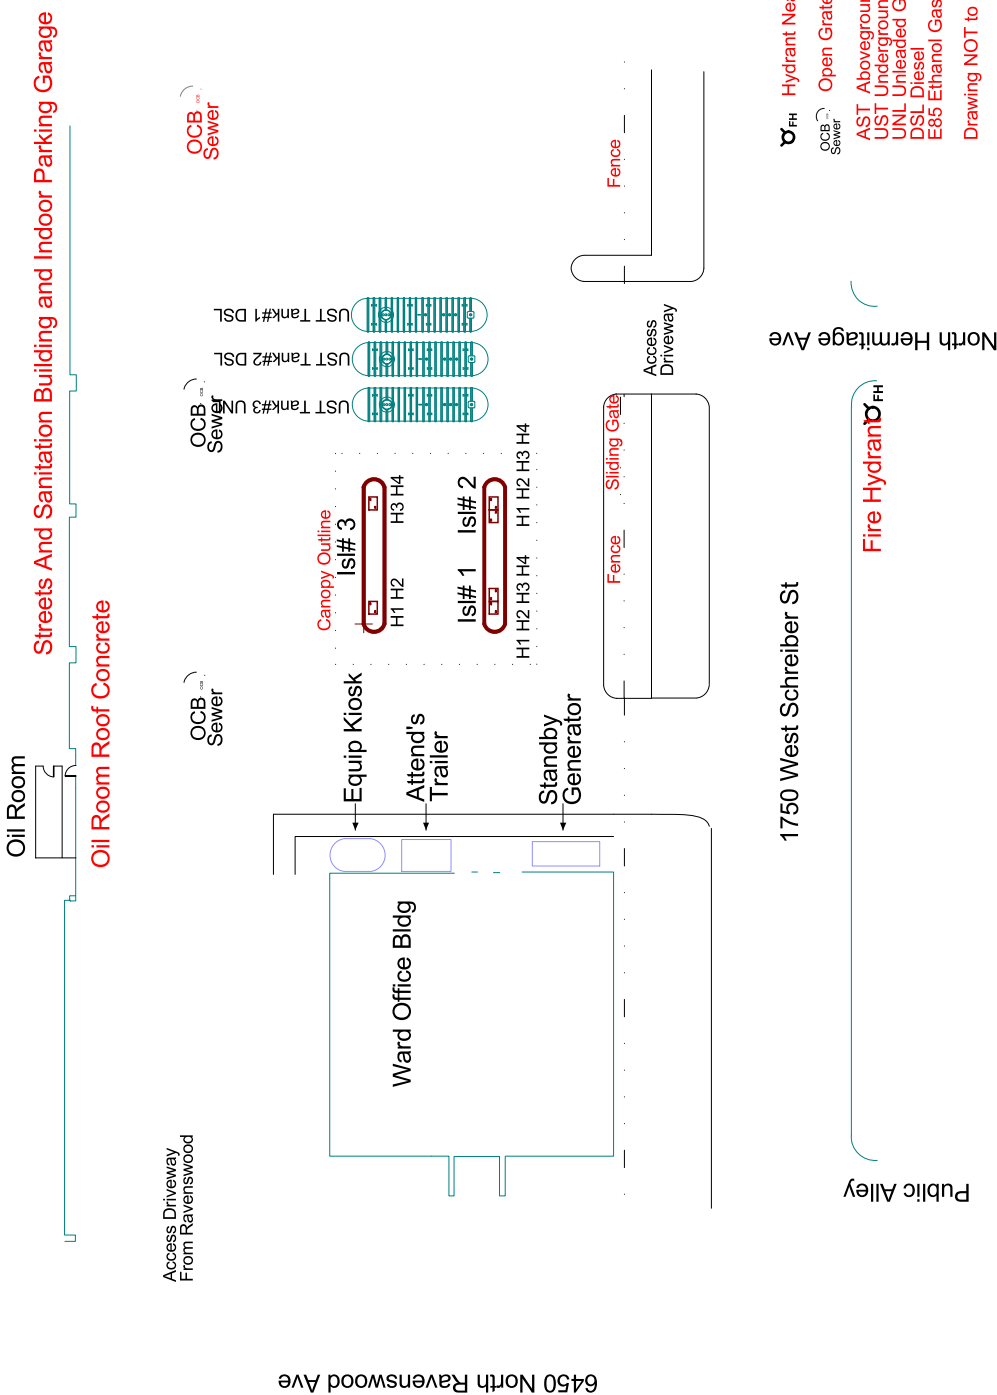 Streets And Sanitation Building and Indoor Parking Garage
Oil Room
Oil Room Roof Concrete
OCB
Sewer
OCB
Sewer
OCB
Sewer
UST Tank#1 DSL
UST Tank#2 DSL
UST Tank#3 UNL
Canopy Outline
Isl# 3
H1 H2
H3 H4
Isl# 1
Isl# 2
H1 H2 H3 H4
H1 H2 H3 H4
Equip Kiosk
Attend's
Trailer
Standby
Generator
Ward Office Bldg
Access Driveway
From Ravenswood
Fence
Sliding Gate
Fence
Access
Driveway
1750 West Schreiber St
Fire Hydrant
FH
North Hermitage Ave
Public Alley
6450 North Ravenswood Ave
FH Hydrant Nea
OCB
Sewer
Open Grate
AST Abovegroun
UST Undergroun
UNL Unleaded G
DSL Diesel
E85 Ethanol Gas
Drawing NOT to